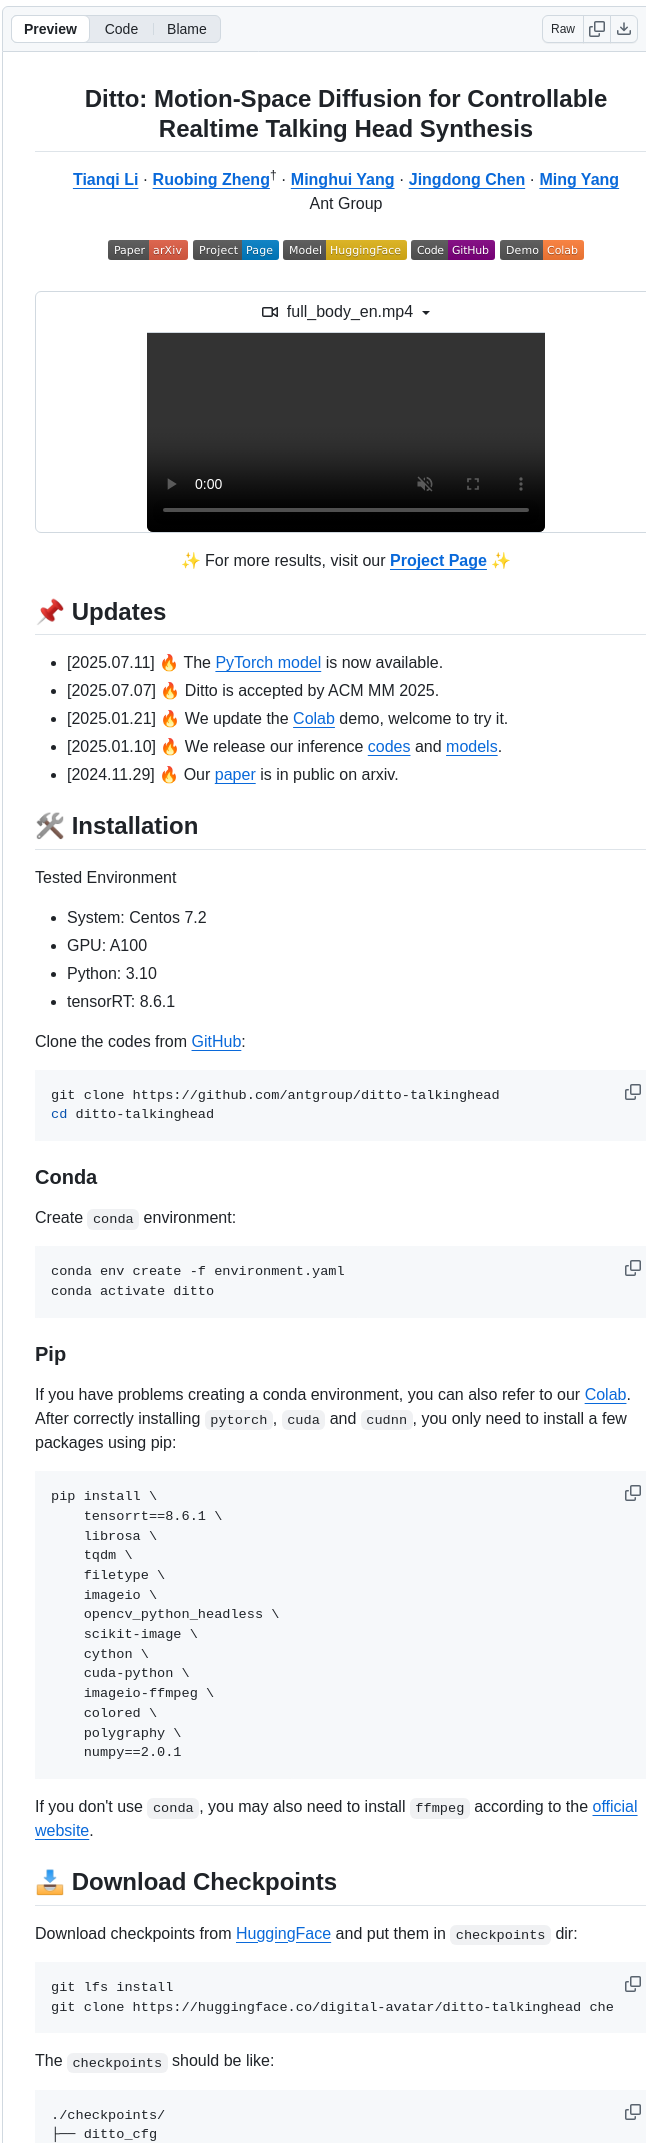 Preview Code Blame Raw
Ditto: Motion-Space Diffusion for Controllable
Realtime Talking Head Synthesis
Tianqi Li · Ruobing Zheng† · Minghui Yang · Jingdong Chen · Ming Yang
Ant Group
Paper arXiv Project Page Model HuggingFace Code GitHub Demo Colab
full_body_en.mp4
0:00
✨ For more results, visit our Project Page ✨
📌 Updates
• [2025.07.11] 🔥 The PyTorch model is now available.
• [2025.07.07] 🔥 Ditto is accepted by ACM MM 2025.
• [2025.01.21] 🔥 We update the Colab demo, welcome to try it.
• [2025.01.10] 🔥 We release our inference codes and models.
• [2024.11.29] 🔥 Our paper is in public on arxiv.
🛠️ Installation
Tested Environment
• System: Centos 7.2
• GPU: A100
• Python: 3.10
• tensorRT: 8.6.1
Clone the codes from GitHub:
git clone https://github.com/antgroup/ditto-talkinghead
cd ditto-talkinghead
Conda
Create conda environment:
conda env create -f environment.yaml
conda activate ditto
Pip
If you have problems creating a conda environment, you can also refer to our Colab.
After correctly installing pytorch, cuda and cudnn, you only need to install a few
packages using pip:
pip install \
    tensorrt==8.6.1 \
    librosa \
    tqdm \
    filetype \
    imageio \
    opencv_python_headless \
    scikit-image \
    cython \
    cuda-python \
    imageio-ffmpeg \
    colored \
    polygraphy \
    numpy==2.0.1
If you don't use conda, you may also need to install ffmpeg according to the official
website.
📥 Download Checkpoints
Download checkpoints from HuggingFace and put them in checkpoints dir:
git lfs install
git clone https://huggingface.co/digital-avatar/ditto-talkinghead che
The checkpoints should be like:
./checkpoints/
├── ditto_cfg